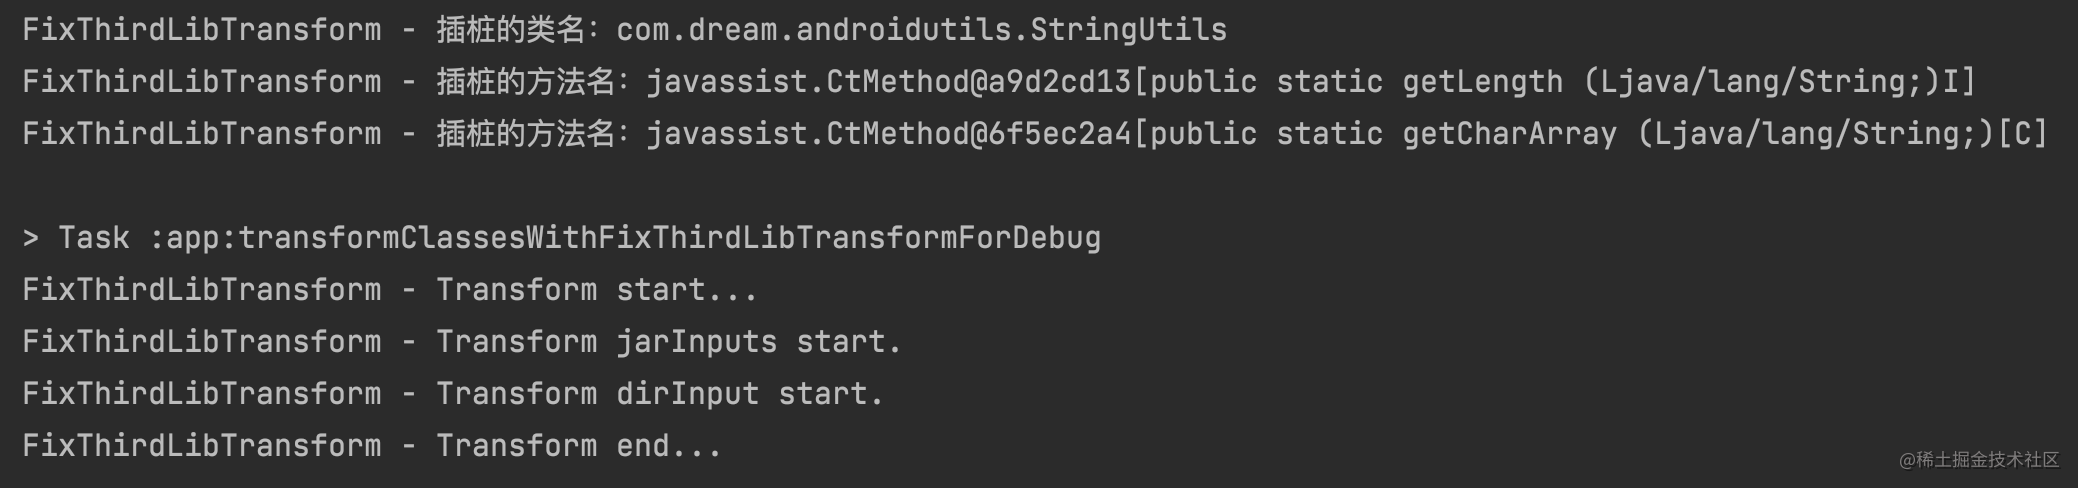 FixThirdLibTransform - 插桩的类名：com.dream.androidutils.StringUtils
FixThirdLibTransform - 插桩的方法名：javassist.CtMethod@a9d2cd13[public static getLength (Ljava/lang/String;)I]
FixThirdLibTransform - 插桩的方法名：javassist.CtMethod@6f5ec2a4[public static getCharArray (Ljava/lang/String;)[C]
> Task :app:transformClassesWithFixThirdLibTransformForDebug
FixThirdLibTransform - Transform start...
FixThirdLibTransform - Transform jarInputs start.
FixThirdLibTransform - Transform dirInput start.
FixThirdLibTransform - Transform end...
@稀土掘金技术社区